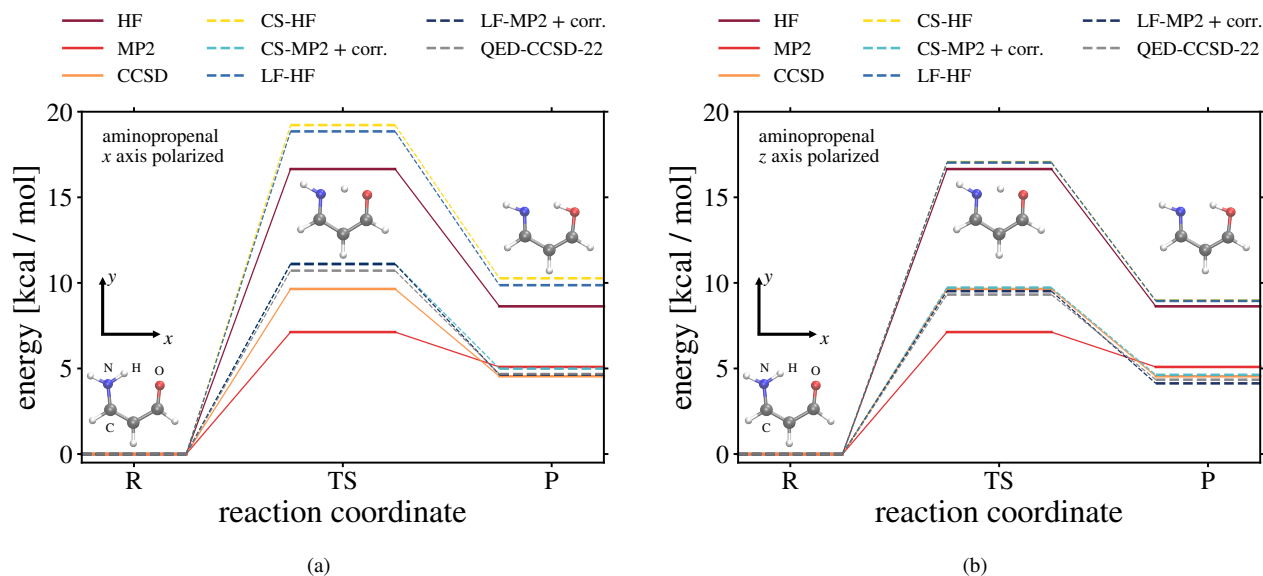 HF
MP2
CCSD
CS-HF
CS-MP2 + corr.
LF-HF
LF-MP2 + corr.
QED-CCSD-22
energy [kcal / mol]
20
15
10
5
0
aminopropenal
x axis polarized
y
x
N
H
O
C
R
TS
P
reaction coordinate
(a)
HF
MP2
CCSD
CS-HF
CS-MP2 + corr.
LF-HF
LF-MP2 + corr.
QED-CCSD-22
energy [kcal / mol]
20
15
10
5
0
aminopropenal
z axis polarized
y
x
N
H
O
C
R
TS
P
reaction coordinate
(b)